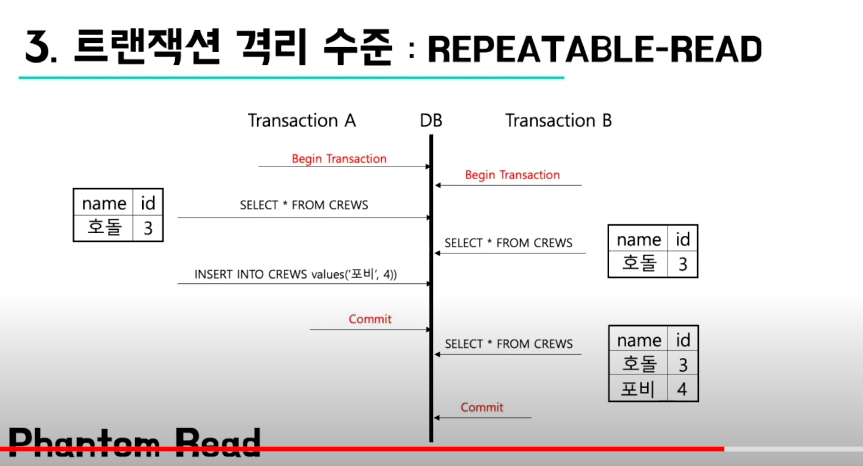 3. 트랜잭션 격리 수준 : REPEATABLE-READ
Transaction A
DB
Transaction B
Begin Transaction
Begin Transaction
name id
호돌 3
SELECT * FROM CREWS
SELECT * FROM CREWS
name id
호돌 3
INSERT INTO CREWS values('포비', 4))
Commit
SELECT * FROM CREWS
name id
호돌 3
포비 4
Commit
Phantom Read